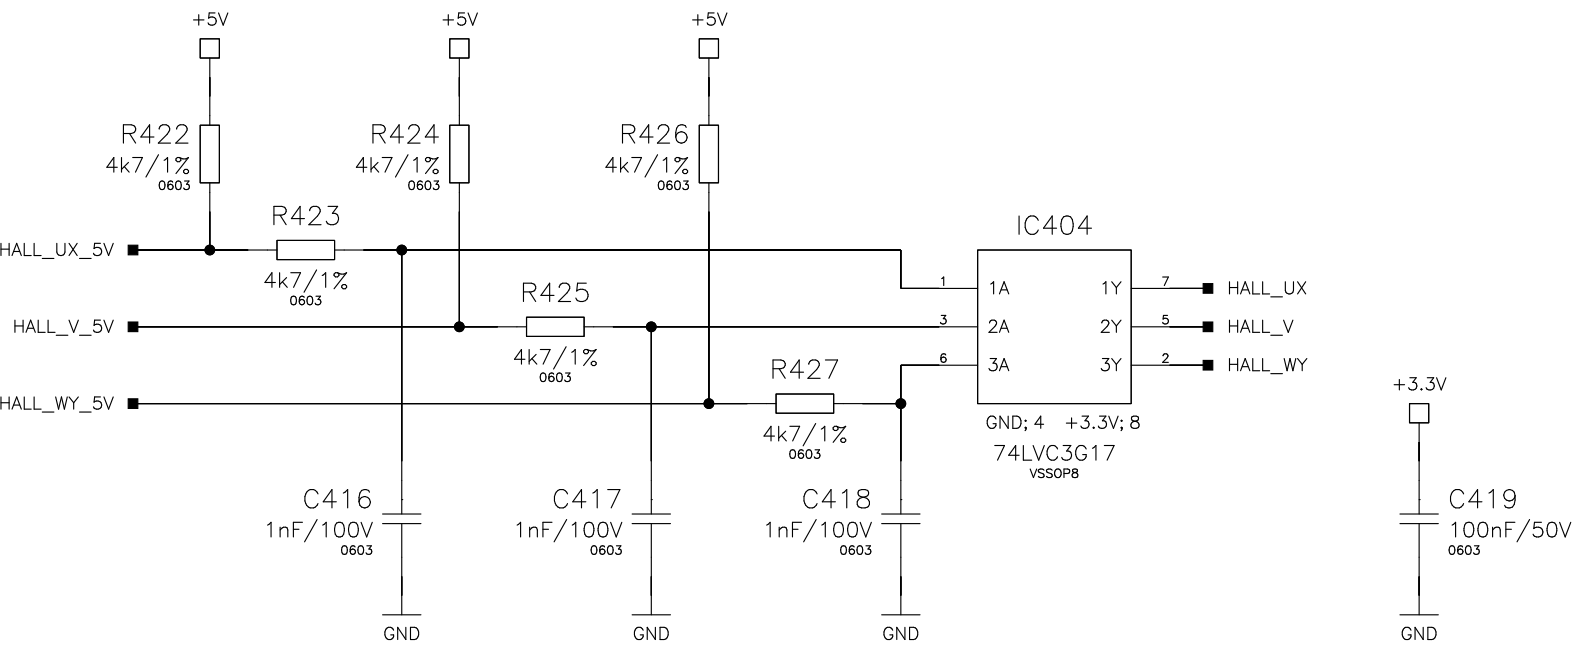 +5V
+5V
+5V
R422
4k7/1%
0603
R424
4k7/1%
0603
R426
4k7/1%
0603
R423
4k7/1%
0603
HALL_UX_5V
R425
4k7/1%
0603
HALL_V_5V
R427
4k7/1%
0603
HALL_WY_5V
IC404
1 1A 1Y 7 HALL_UX
3 2A 2Y 5 HALL_V
6 3A 3Y 2 HALL_WY
GND; 4 +3.3V; 8
74LVC3G17
VSSOP8
+3.3V
C416
1nF/100V
0603
C417
1nF/100V
0603
C418
1nF/100V
0603
C419
100nF/50V
0603
GND
GND
GND
GND